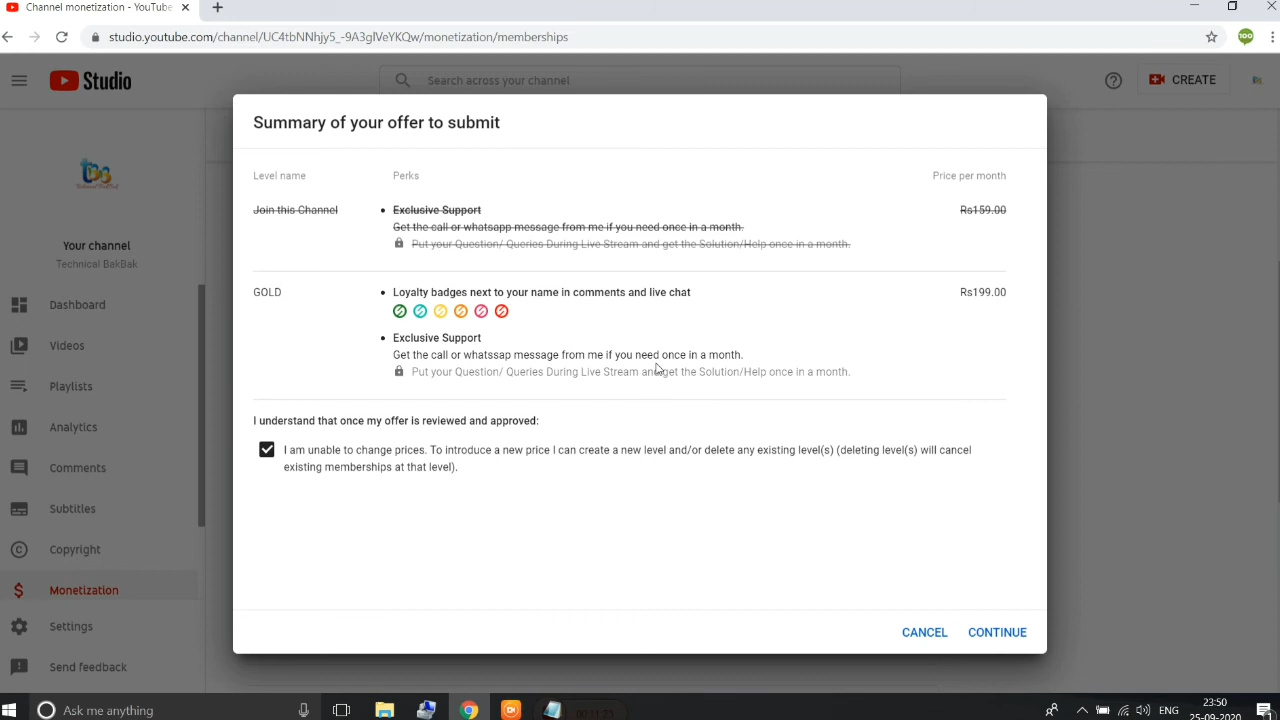 Channel monetization - YouTube
studio.youtube.com/channel/UC4tbNNhjy5_-9A3gIVeYKQw/monetization/memberships
100
Studio
Search across your channel
CREATE
Summary of your offer to submit
Level name
Perks
Price per month
Join this Channel
Exclusive Support
Rs159.00
Get the call or whatsapp message from me if you need once in a month.
Put your Question/ Queries During Live Stream and get the Solution/Help once in a month.
GOLD
Loyalty badges next to your name in comments and live chat
Rs199.00
Exclusive Support
Get the call or whatssap message from me if you need once in a month.
Put your Question/ Queries During Live Stream and get the Solution/Help once in a month.
I understand that once my offer is reviewed and approved:
I am unable to change prices. To introduce a new price I can create a new level and/or delete any existing level(s) (deleting level(s) will cancel
existing memberships at that level).
CANCEL
CONTINUE
Your channel
Technical BakBak
Dashboard
Videos
Playlists
Analytics
Comments
Subtitles
Copyright
Monetization
Settings
Send feedback
Ask me anything
00:11:23
ENG
23:50
25-09-2020